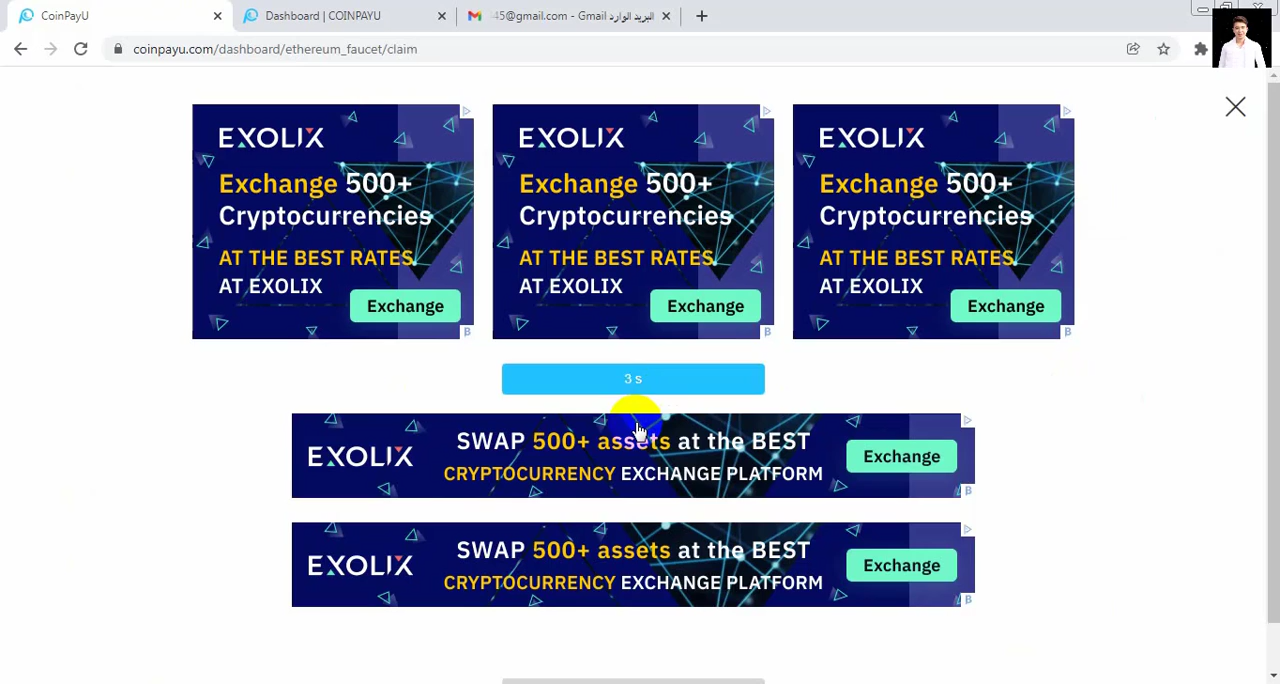 CoinPayU
Dashboard | COINPAYU
45@gmail.com - Gmail البريد الوارد
coinpayu.com/dashboard/ethereum_faucet/claim
EXOLIX
Exchange 500+
Cryptocurrencies
AT THE BEST RATES
AT EXOLIX
Exchange
EXOLIX
Exchange 500+
Cryptocurrencies
AT THE BEST RATES
AT EXOLIX
Exchange
EXOLIX
Exchange 500+
Cryptocurrencies
AT THE BEST RATES
AT EXOLIX
Exchange
3 s
EXOLIX
SWAP 500+ assets at the BEST
CRYPTOCURRENCY EXCHANGE PLATFORM
Exchange
EXOLIX
SWAP 500+ assets at the BEST
CRYPTOCURRENCY EXCHANGE PLATFORM
Exchange